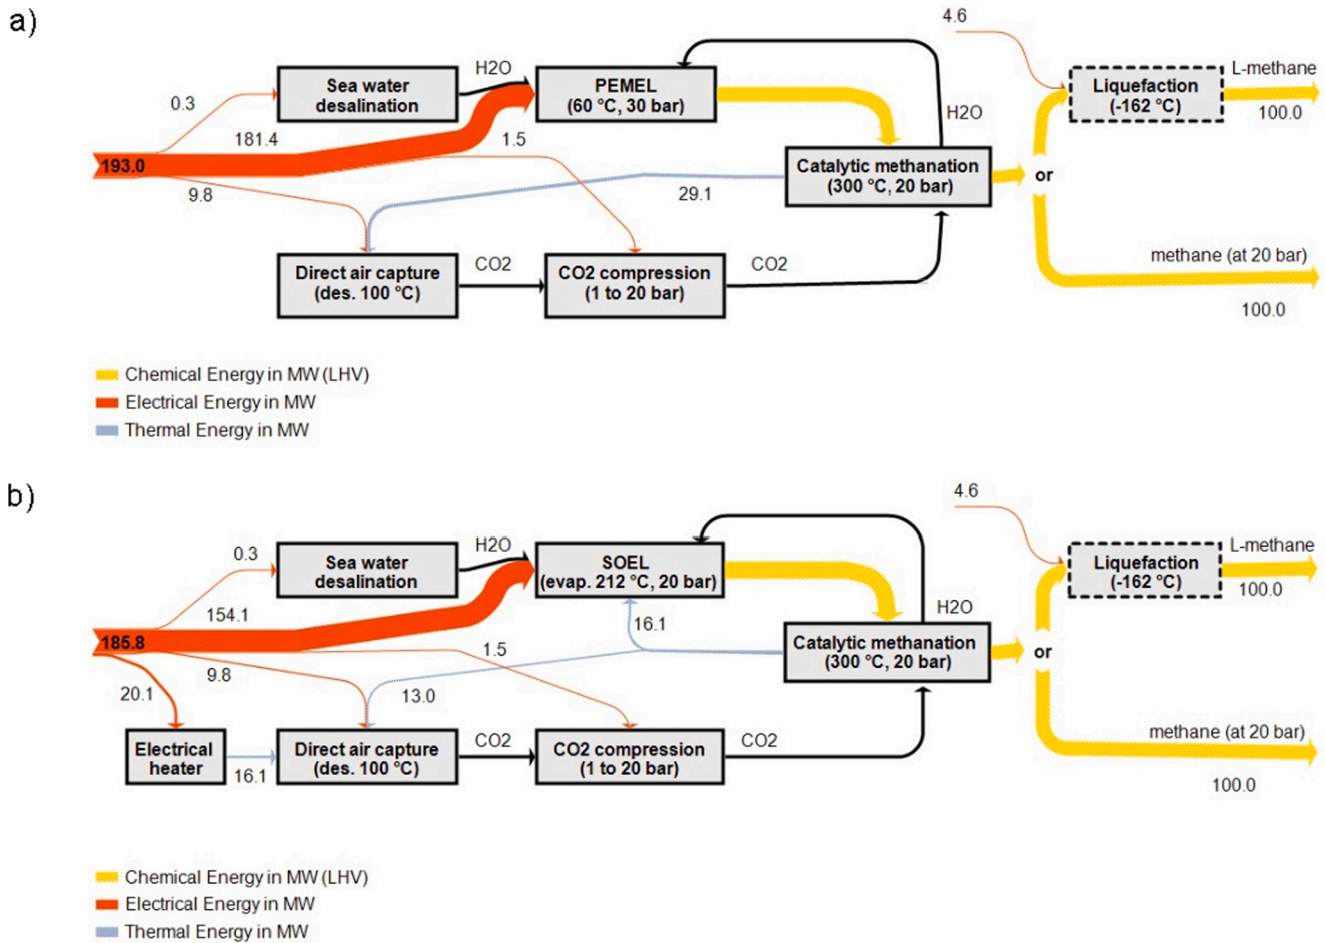 a)
4.6
Sea water
desalination
H2O
PEMEL
(60 °C, 30 bar)
Liquefaction
(-162 °C)
L-methane
100.0
0.3
181.4
1.5
H2O
193.0
9.8
29.1
Catalytic methanation
(300 °C, 20 bar)
or
Direct air capture
(des. 100 °C)
CO2
CO2 compression
(1 to 20 bar)
CO2
methane (at 20 bar)
100.0
Chemical Energy in MW (LHV)
Electrical Energy in MW
Thermal Energy in MW
b)
4.6
0.3
Sea water
desalination
H2O
SOEL
(evap. 212 °C, 20 bar)
Liquefaction
(-162 °C)
L-methane
100.0
154.1
16.1
H2O
185.8
9.8
1.5
Catalytic methanation
(300 °C, 20 bar)
or
20.1
13.0
Electrical
heater
16.1
Direct air capture
(des. 100 °C)
CO2
CO2 compression
(1 to 20 bar)
CO2
methane (at 20 bar)
100.0
Chemical Energy in MW (LHV)
Electrical Energy in MW
Thermal Energy in MW